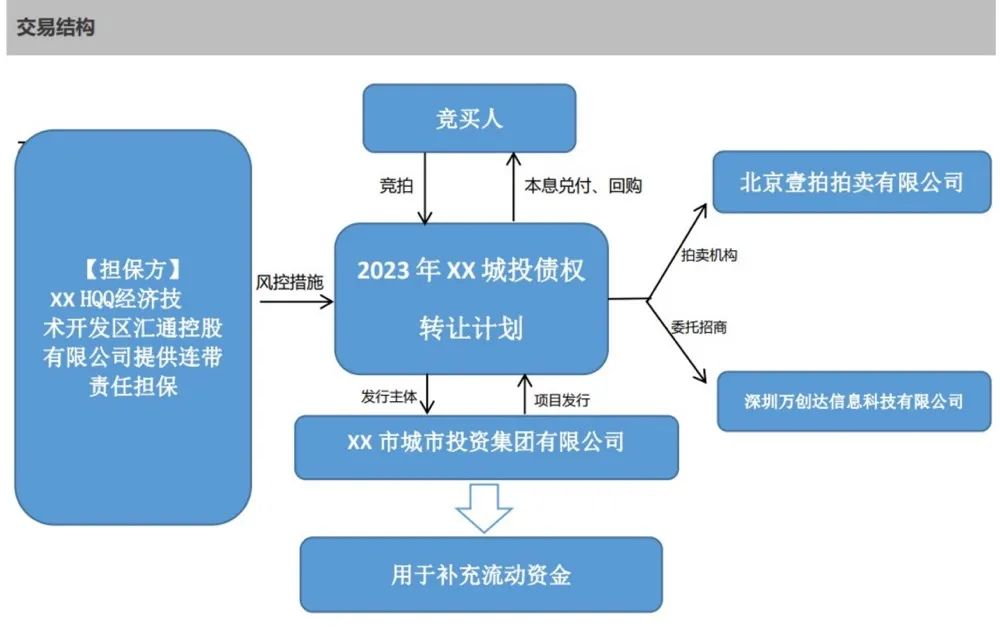 交易结构
竞买人
竞拍
本息兑付、回购
北京壹拍拍卖有限公司
【担保方】
XX HQQ经济技
术开发区汇通控股
有限公司提供连带
责任担保
风控措施
2023 年 XX 城投债权
转让计划
拍卖机构
委托招商
深圳万创达信息科技有限公司
发行主体
项目发行
XX 市城市投资集团有限公司
用于补充流动资金